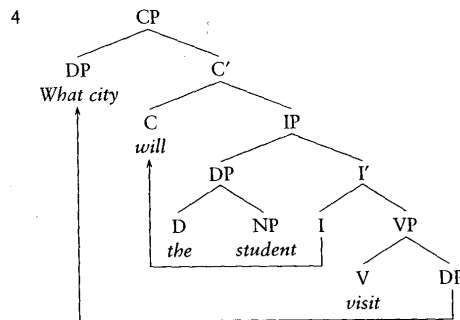 4
CP
DP C′
What city
C IP
will
DP I′
D NP I VP
the student
V DP
visit